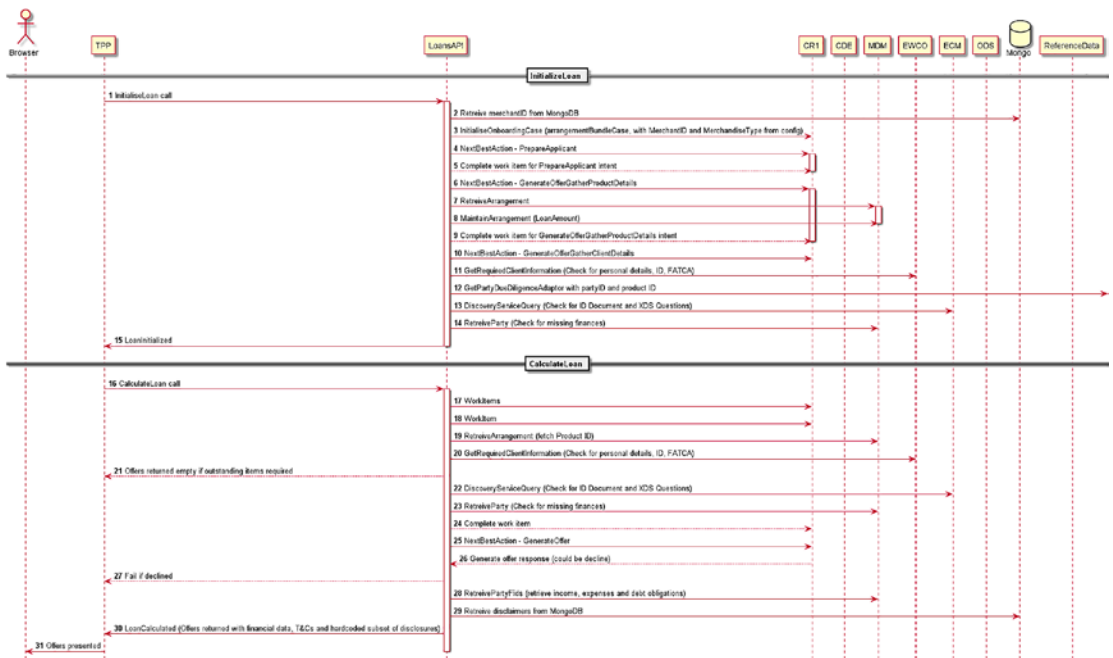 Browser
TPP
LoansAPI
CR1
CDE
MDM
EWCO
ECM
ODS
Mongo
ReferenceData
InitializeLoan
1 InitialiseLoan call
2 Retreive merchantID from MongoDB
3 InitialiseOnboardingCase (arrangementBundleCase, with MerchantID and MerchandiseType from config)
4 NextBestAction - PrepareApplicant
5 Complete work item for PrepareApplicant intent
6 NextBestAction - GenerateOfferGatherProductDetails
7 RetreiveArrangement
8 MaintainArrangement (LoanAmount)
9 Complete work item for GenerateOfferGatherProductDetails intent
10 NextBestAction - GenerateOfferGatherClientDetails
11 GetRequiredClientInformation (Check for personal details, ID, FATCA)
12 GetPartyDueDiligenceAdaptor with partyID and product ID
13 DiscoveryServiceQuery (Check for ID Document and XDS Questions)
14 RetreiveParty (Check for missing finances)
15 LoanInitialized
CalculateLoan
16 CalculateLoan call
17 WorkItems
18 WorkItem
19 RetreiveArrangement (fetch Product ID)
20 GetRequiredClientInformation (Check for personal details, ID, FATCA)
21 Offers returned empty if outstanding items required
22 DiscoveryServiceQuery (Check for ID Document and XDS Questions)
23 RetreiveParty (Check for missing finances)
24 Complete work item
25 NextBestAction - GenerateOffer
26 Generate offer response (could be decline)
27 Fail if declined
28 RetreivePartyFids (retrieve income, expenses and debt obligations)
29 Retreive disclaimers from MongoDB
30 LoanCalculated (Offers returned with financial data, T&Cs and hardcoded subset of disclosures)
31 Offers presented